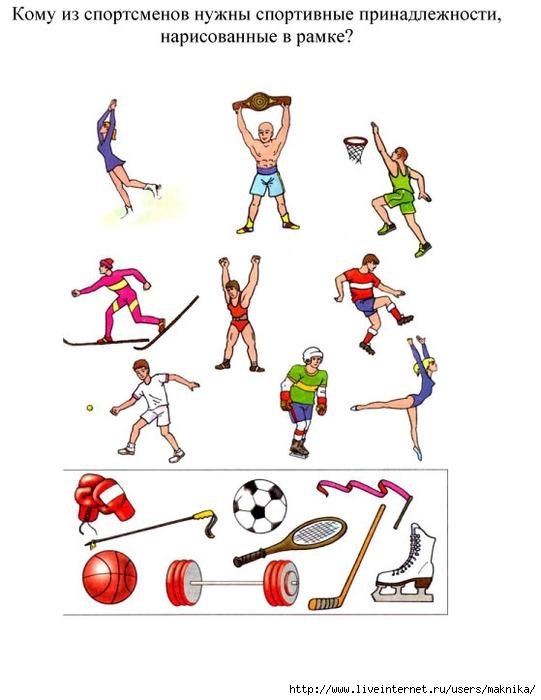 Кому из спортсменов нужны спортивные принадлежности,
нарисованные в рамке?
http://www.liveinternet.ru/users/maknika/